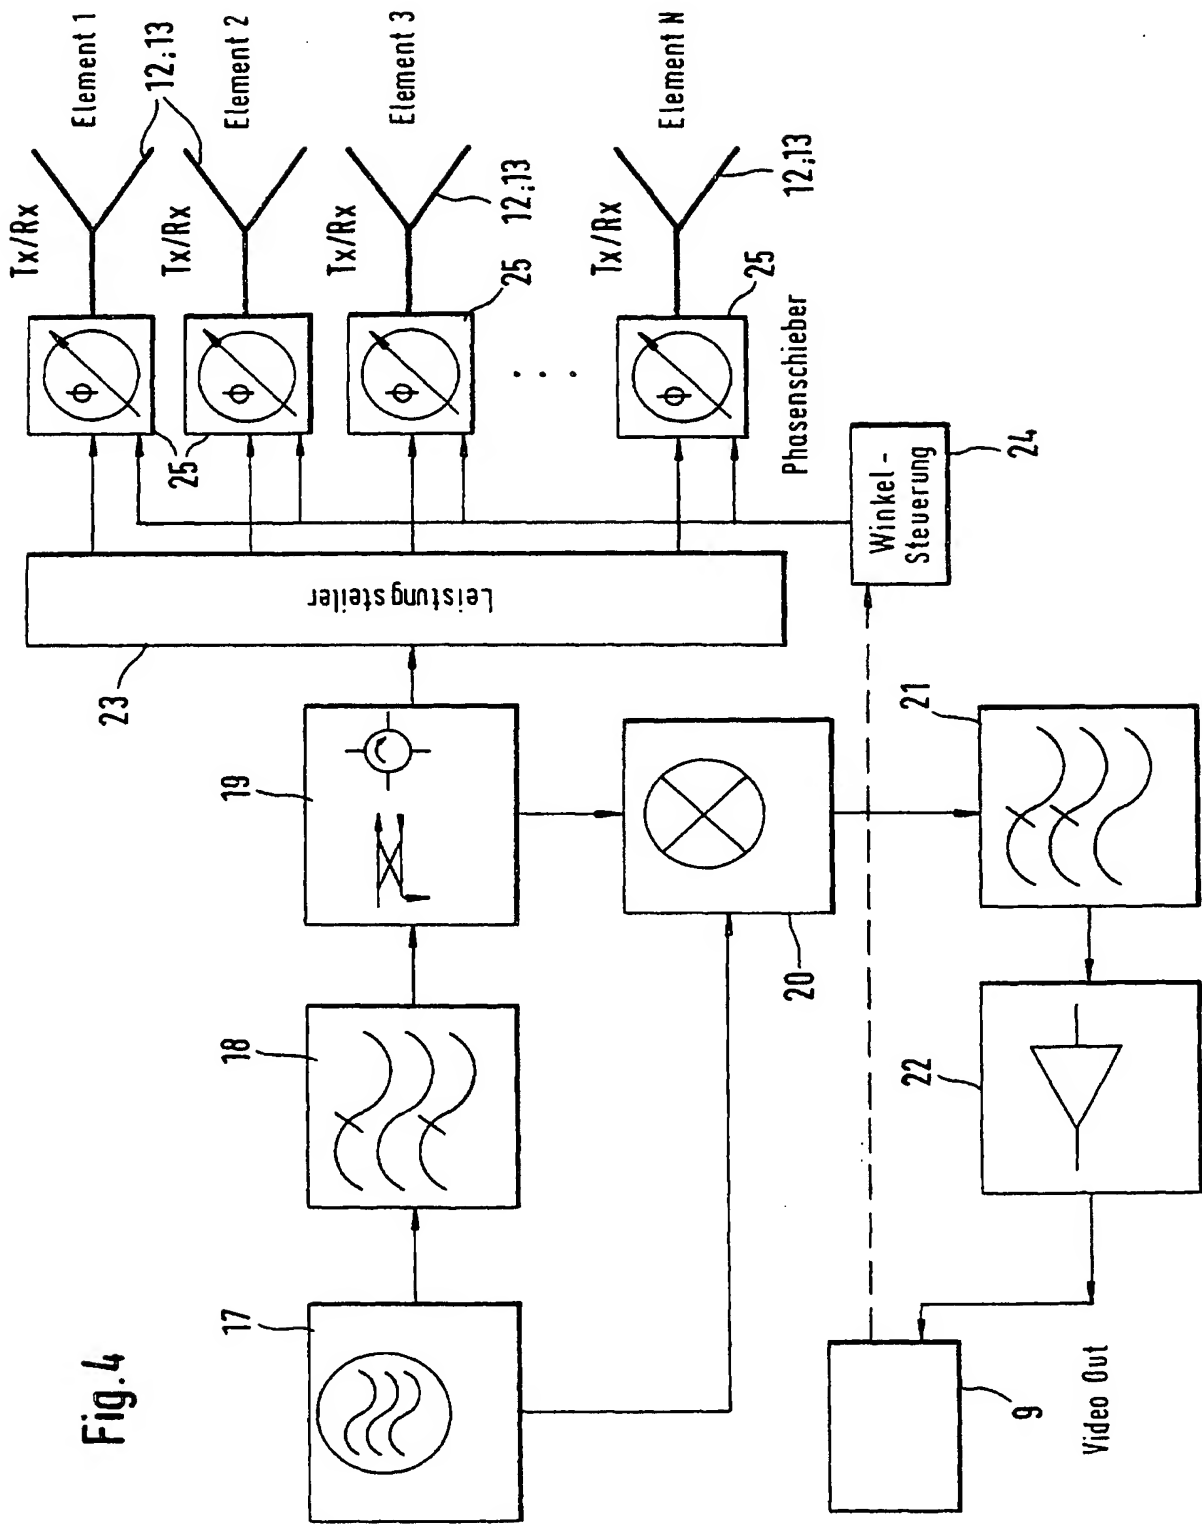 Fig.4
17
18
19
23
Leistungsteiler
25
25
25
Tx/Rx
Tx/Rx
Tx/Rx
Tx/Rx
Element 1
12;13
Element 2
Element 3
12;13
Element N
12;13
Φ
Φ
Φ
Φ
. . .
Phasenschieber
Winkel-
Steuerung
24
20
21
22
9
Video Out